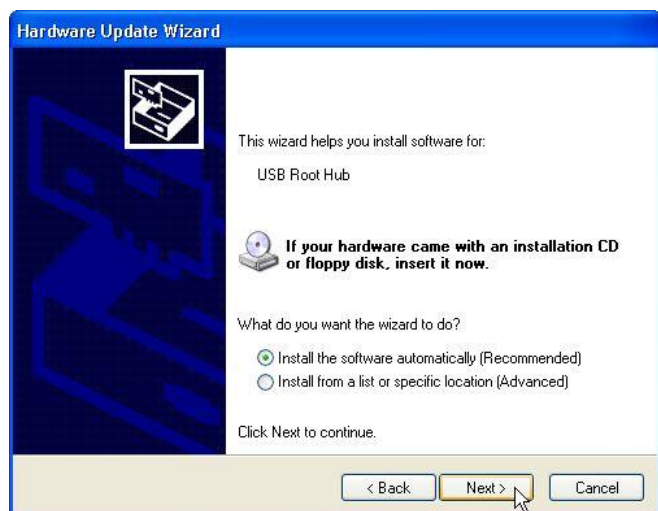 Hardware Update Wizard
This wizard helps you install software for:
USB Root Hub
If your hardware came with an installation CD
or floppy disk, insert it now.
What do you want the wizard to do?
Install the software automatically (Recommended)
Install from a list or specific location (Advanced)
Click Next to continue.
< Back
Next >
Cancel